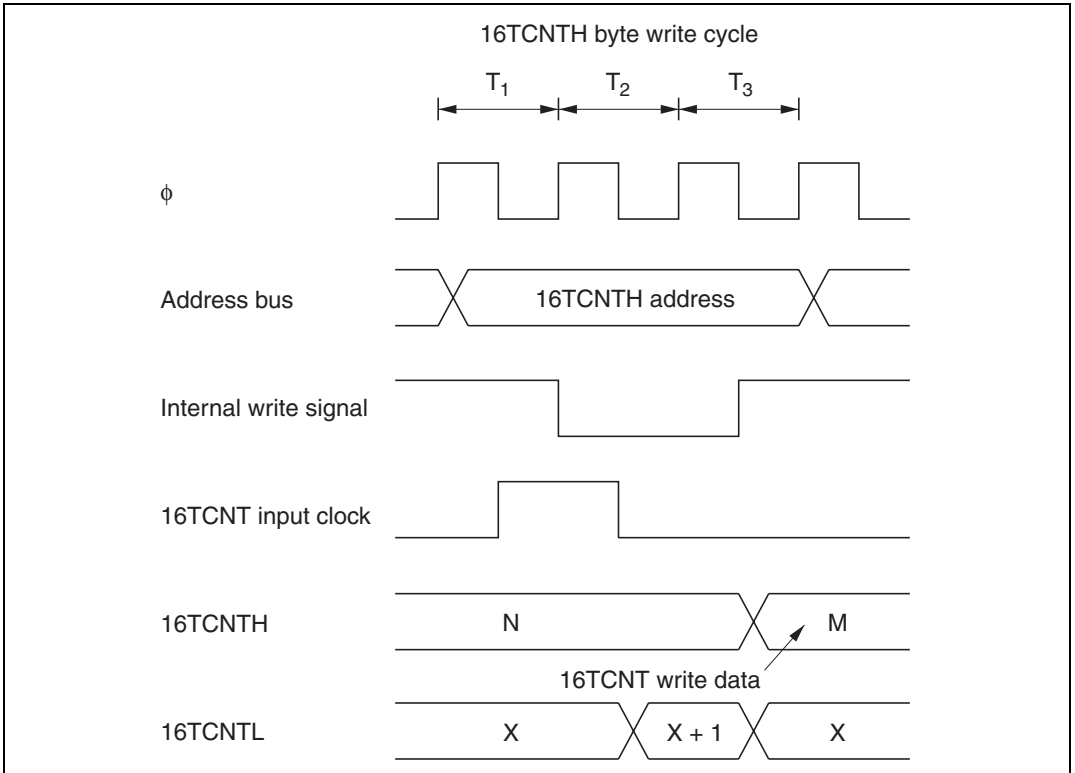 16TCNTH byte write cycle
T1 T2 T3
φ
Address bus 16TCNTH address
Internal write signal
16TCNT input clock
16TCNTH N M
16TCNT write data
16TCNTL X X + 1 X